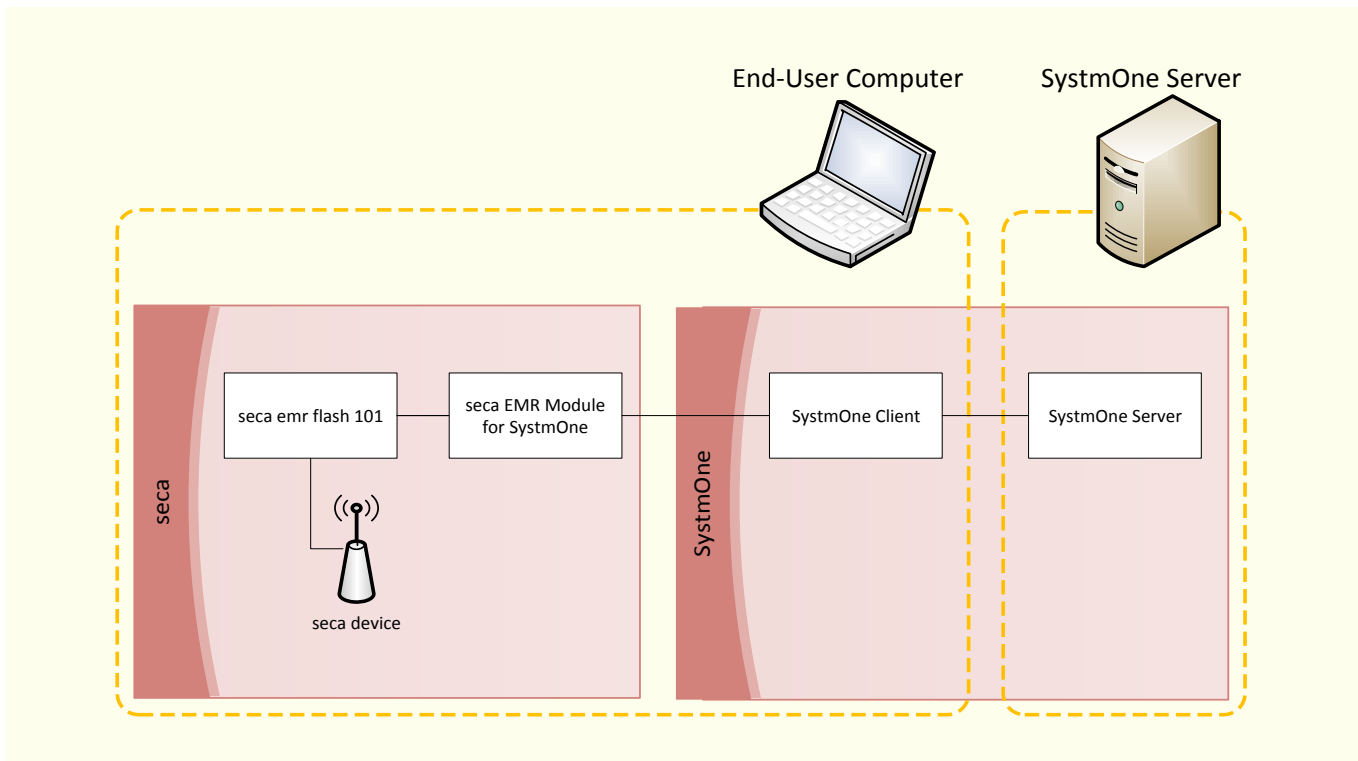 End-User Computer
SystmOne Server
seca
seca emr flash 101
seca EMR Module
for SystmOne
seca device
SystmOne
SystmOne Client
SystmOne Server